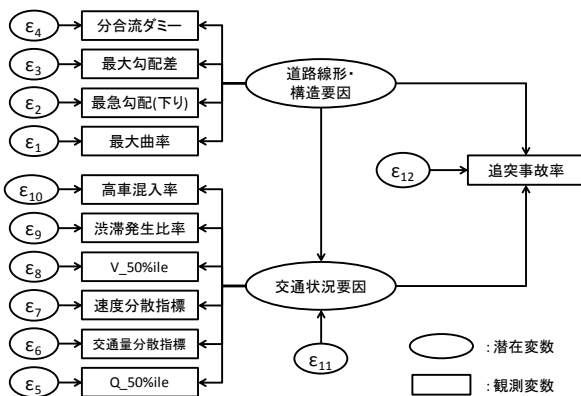 ε4
分合流ダミー
ε3
最大勾配差
ε2
最急勾配(下り)
ε1
最大曲率
道路線形・
構造要因
ε10
高車混入率
ε9
渋滞発生比率
ε8
V_50%ile
ε7
速度分散指標
ε6
交通量分散指標
ε5
Q_50%ile
交通状況要因
ε11
ε12
追突事故率
：潜在変数
：観測変数